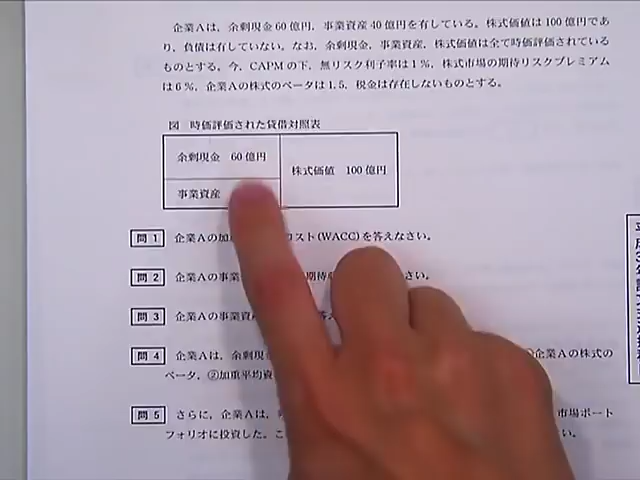 企業Aは，余剰現金60億円，事業資産40億円を有している。株式価値は100億円であ
り，負債は有していない。なお，余剰現金，事業資産，株式価値は全て時価評価されている
ものとする。今，CAPMの下，無リスク利子率は1％，株式市場の期待リスクプレミアム
は6％，企業Aの株式のベータは1.5，税金は存在しないものとする。
図 時価評価された貸借対照表
余剰現金 60億円
株式価値 100億円
事業資産
問1 企業Aの加 コスト(WACC)を答えなさい。
問2 企業Aの事業 期待 さい。
問3 企業Aの事業資
問4 企業Aは，余剰現 企業Aの株式の
ベータ，②加重平均資
問5 さらに，企業Aは， 市場ポート
フォリオに投資した。こ い。